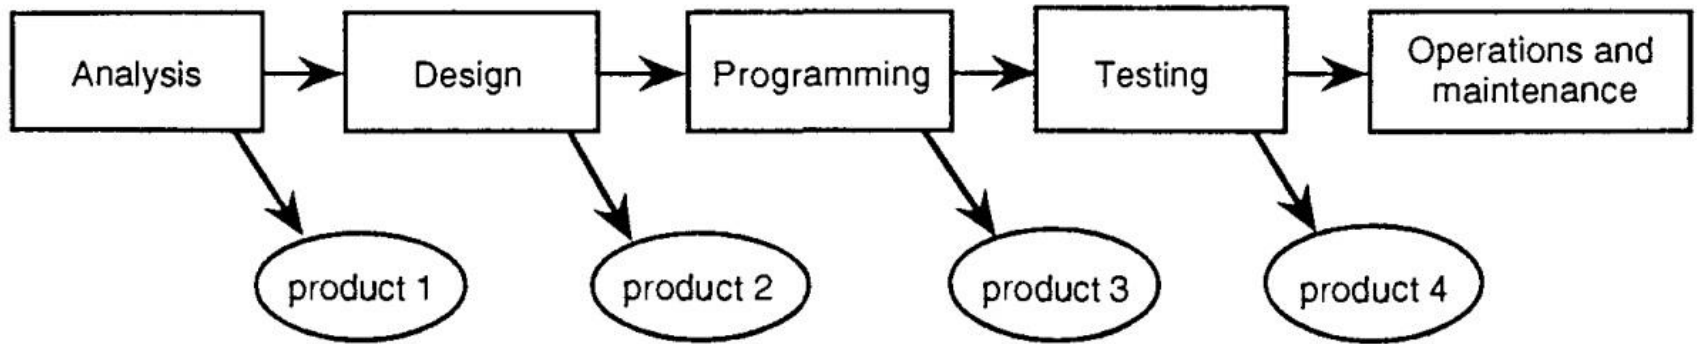 Analysis
Design
Programming
Testing
Operations and
maintenance
product 1
product 2
product 3
product 4